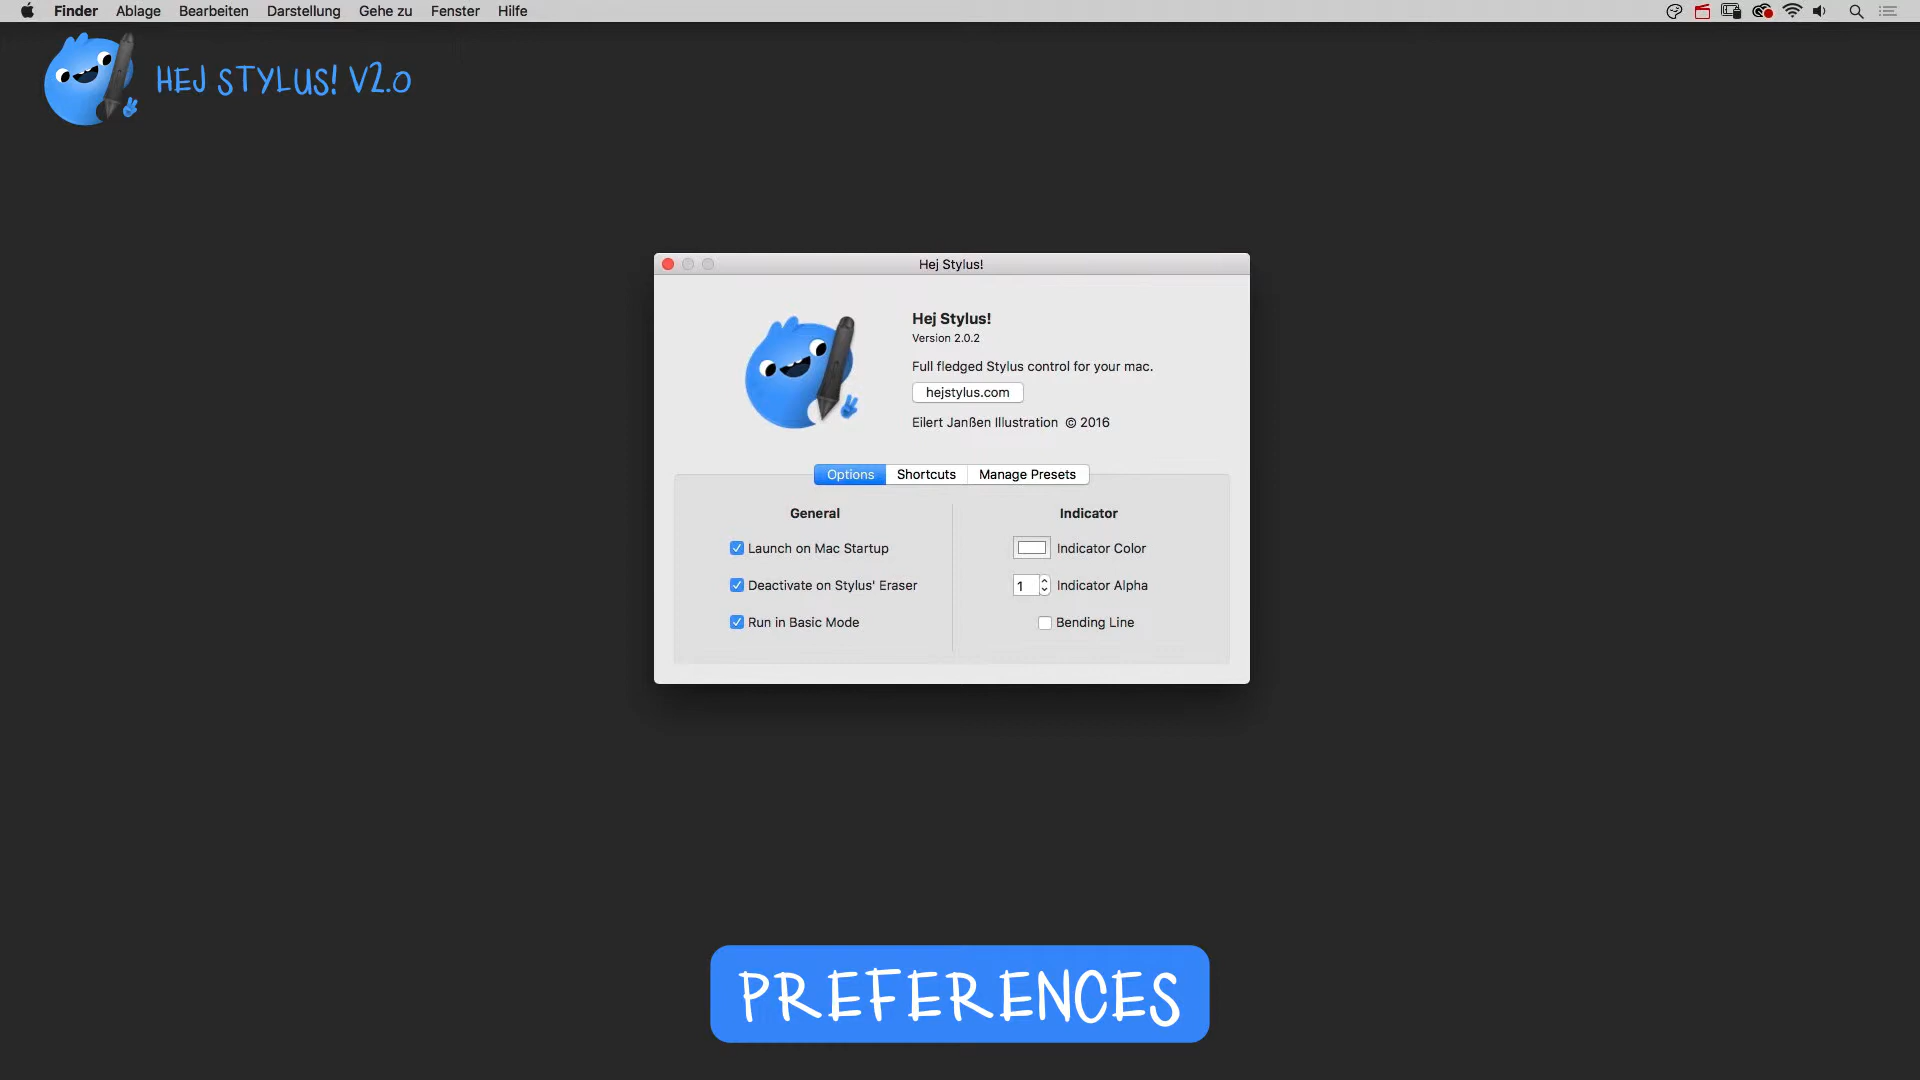 Finder Ablage Bearbeiten Darstellung Gehe zu Fenster Hilfe
HEJ STYLUS! V2.0
Hej Stylus!
Hej Stylus!
Version 2.0.2
Full fledged Stylus control for your mac.
hejstylus.com
Eilert Janßen Illustration © 2016
Options Shortcuts Manage Presets
General
Launch on Mac Startup
Deactivate on Stylus' Eraser
Run in Basic Mode
Indicator
Indicator Color
1 Indicator Alpha
Bending Line
PREFERENCES